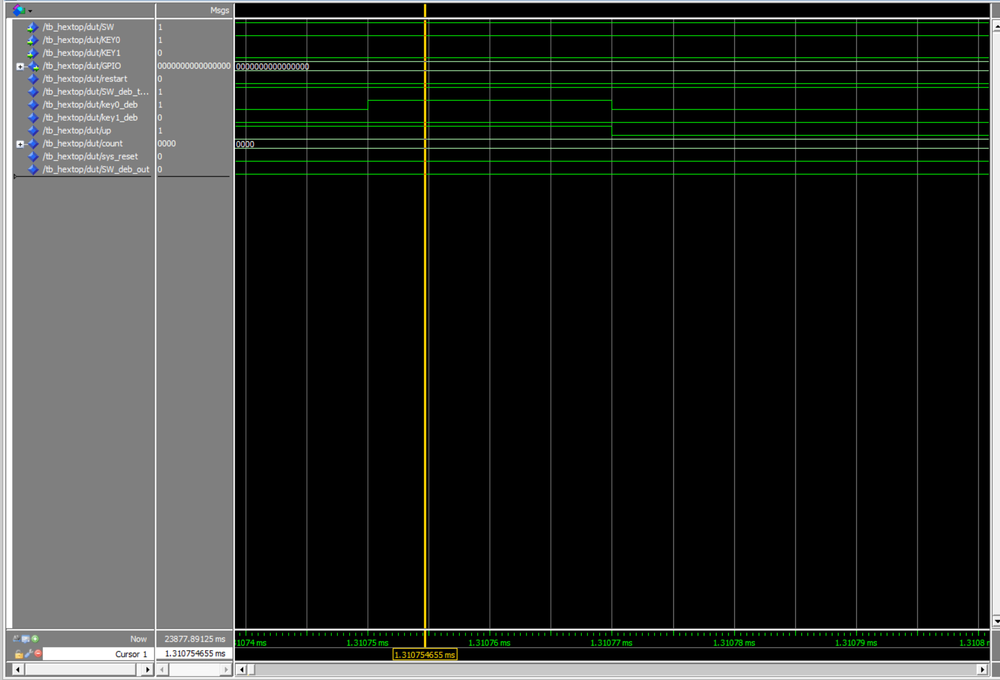 Msgs
/tb_hextop/dut/SW 1
/tb_hextop/dut/KEY0 1
/tb_hextop/dut/KEY1 0
/tb_hextop/dut/GPIO 0000000000000000 0000000000000000
/tb_hextop/dut/restart 0
/tb_hextop/dut/SW_deb_t... 1
/tb_hextop/dut/key0_deb 1
/tb_hextop/dut/key1_deb 0
/tb_hextop/dut/up 1
/tb_hextop/dut/count 0000 0000
/tb_hextop/dut/sys_reset 0
/tb_hextop/dut/SW_deb_out 0
Now 23877.89125 ms 31074 ms 1.31075 ms 1.31076 ms 1.31077 ms 1.31078 ms 1.31079 ms 1.3108
Cursor 1 1.310754655 ms 1.310754655 ms